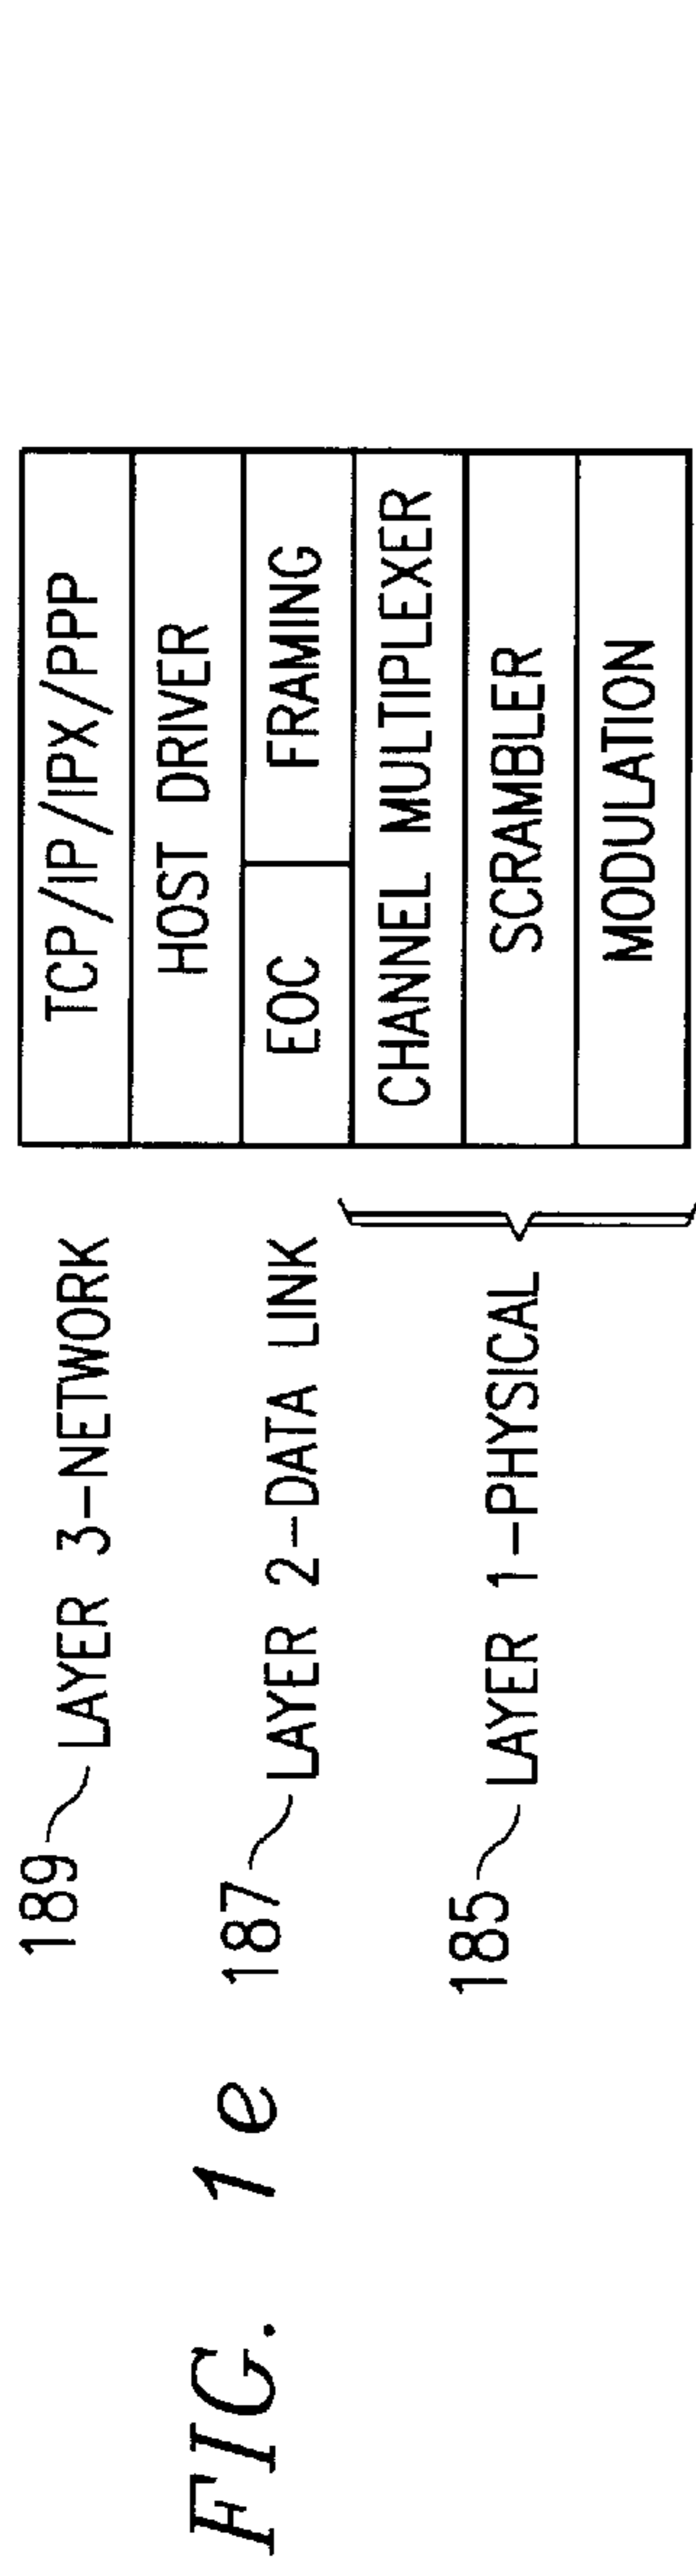 189 LAYER 3-NETWORK
TCP/IP/IPX/PPP
HOST DRIVER
187 LAYER 2-DATA LINK
EOC
FRAMING
185 LAYER 1-PHYSICAL
CHANNEL MULTIPLEXER
SCRAMBLER
MODULATION
FIG. 1e